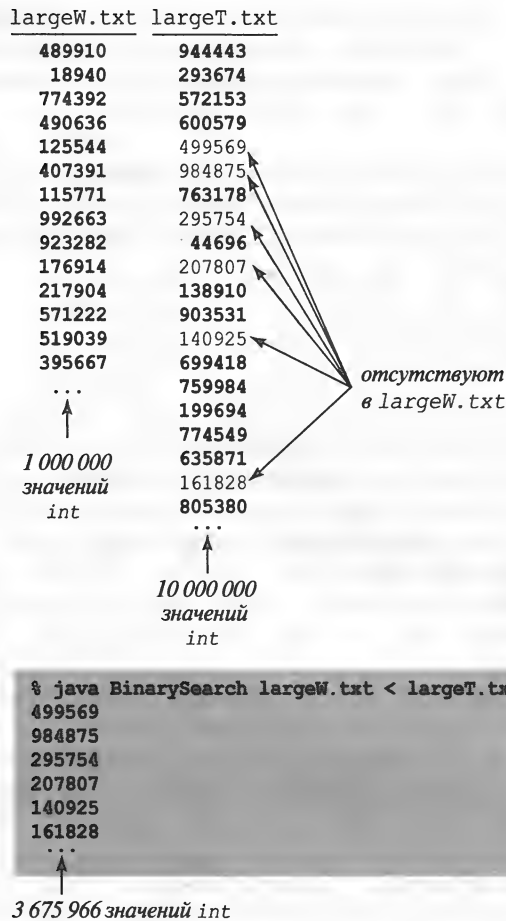 largeW.txt largeT.txt
489910 944443
18940 293674
774392 572153
490636 600579
125544 499569
407391 984875
115771 763178
992663 295754
923282 44696
176914 207807
217904 138910
571222 903531
519039 140925
395667 699418
... 759984
199694
774549
635871
161828
805380
...
отсутствуют
в largeW.txt
1 000 000
значений
int
10 000 000
значений
int
% java BinarySearch largeW.txt < largeT.tx
499569
984875
295754
207807
140925
161828
...
3 675 966 значений int